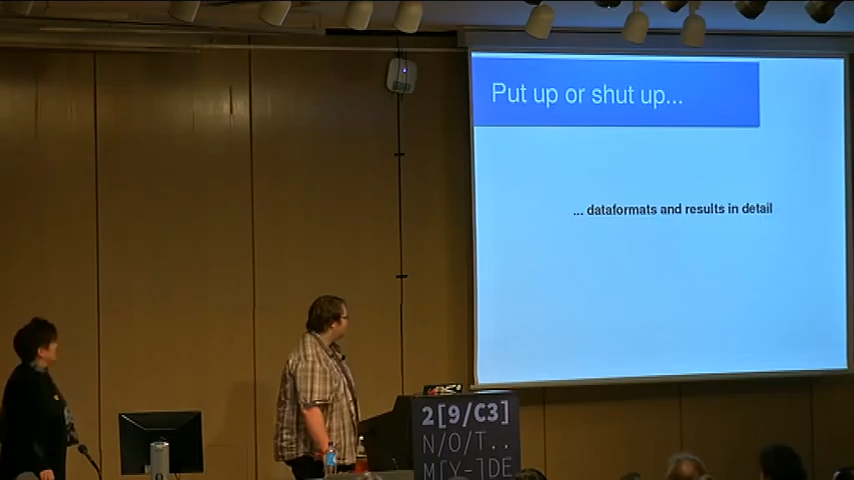 Put up or shut up...
... dataformats and results in detail
2[9/C3]
N/O/T..
M[Y-]DE